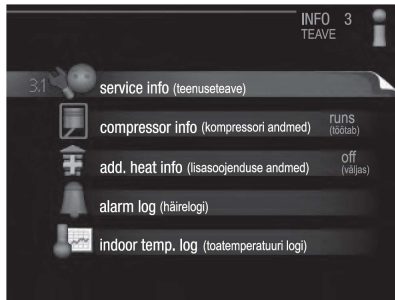 INFO 3
TEAVE
3.1 service info (teenuseteave)
compressor info (kompressori andmed) runs (töötab)
add. heat info (lisasoojenduse andmed) off (väljas)
alarm log (häirelogi)
indoor temp. log (toatemperatuuri logi)